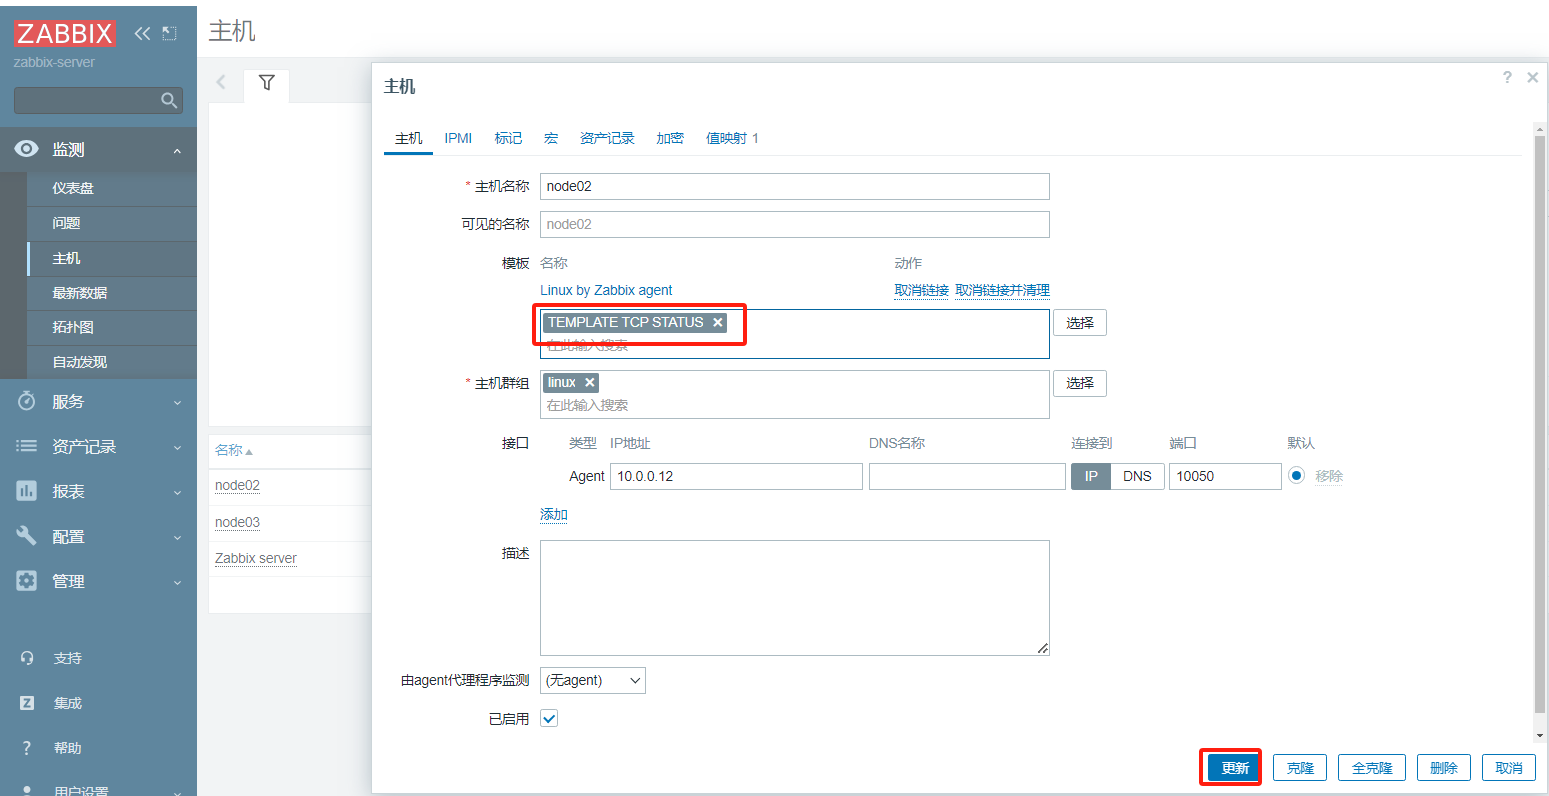 ZABBIX
zabbix-server
监测
仪表盘
问题
主机
最新数据
拓扑图
自动发现
服务
资产记录
报表
配置
管理
支持
Z 集成
? 帮助
用户设置
主机
名称
node02
node03
Zabbix server
主机
?
主机 IPMI 标记 宏 资产记录 加密 值映射 1
* 主机名称 node02
可见的名称 node02
模板 名称 动作
Linux by Zabbix agent 取消链接 取消链接并清理
TEMPLATE TCP STATUS 选择
在此输入搜索
* 主机群组 linux 选择
在此输入搜索
接口 类型 IP地址 DNS名称 连接到 端口 默认
Agent 10.0.0.12 IP DNS 10050 移除
添加
描述
由agent代理程序监测 (无agent)
已启用
更新 克隆 全克隆 删除 取消